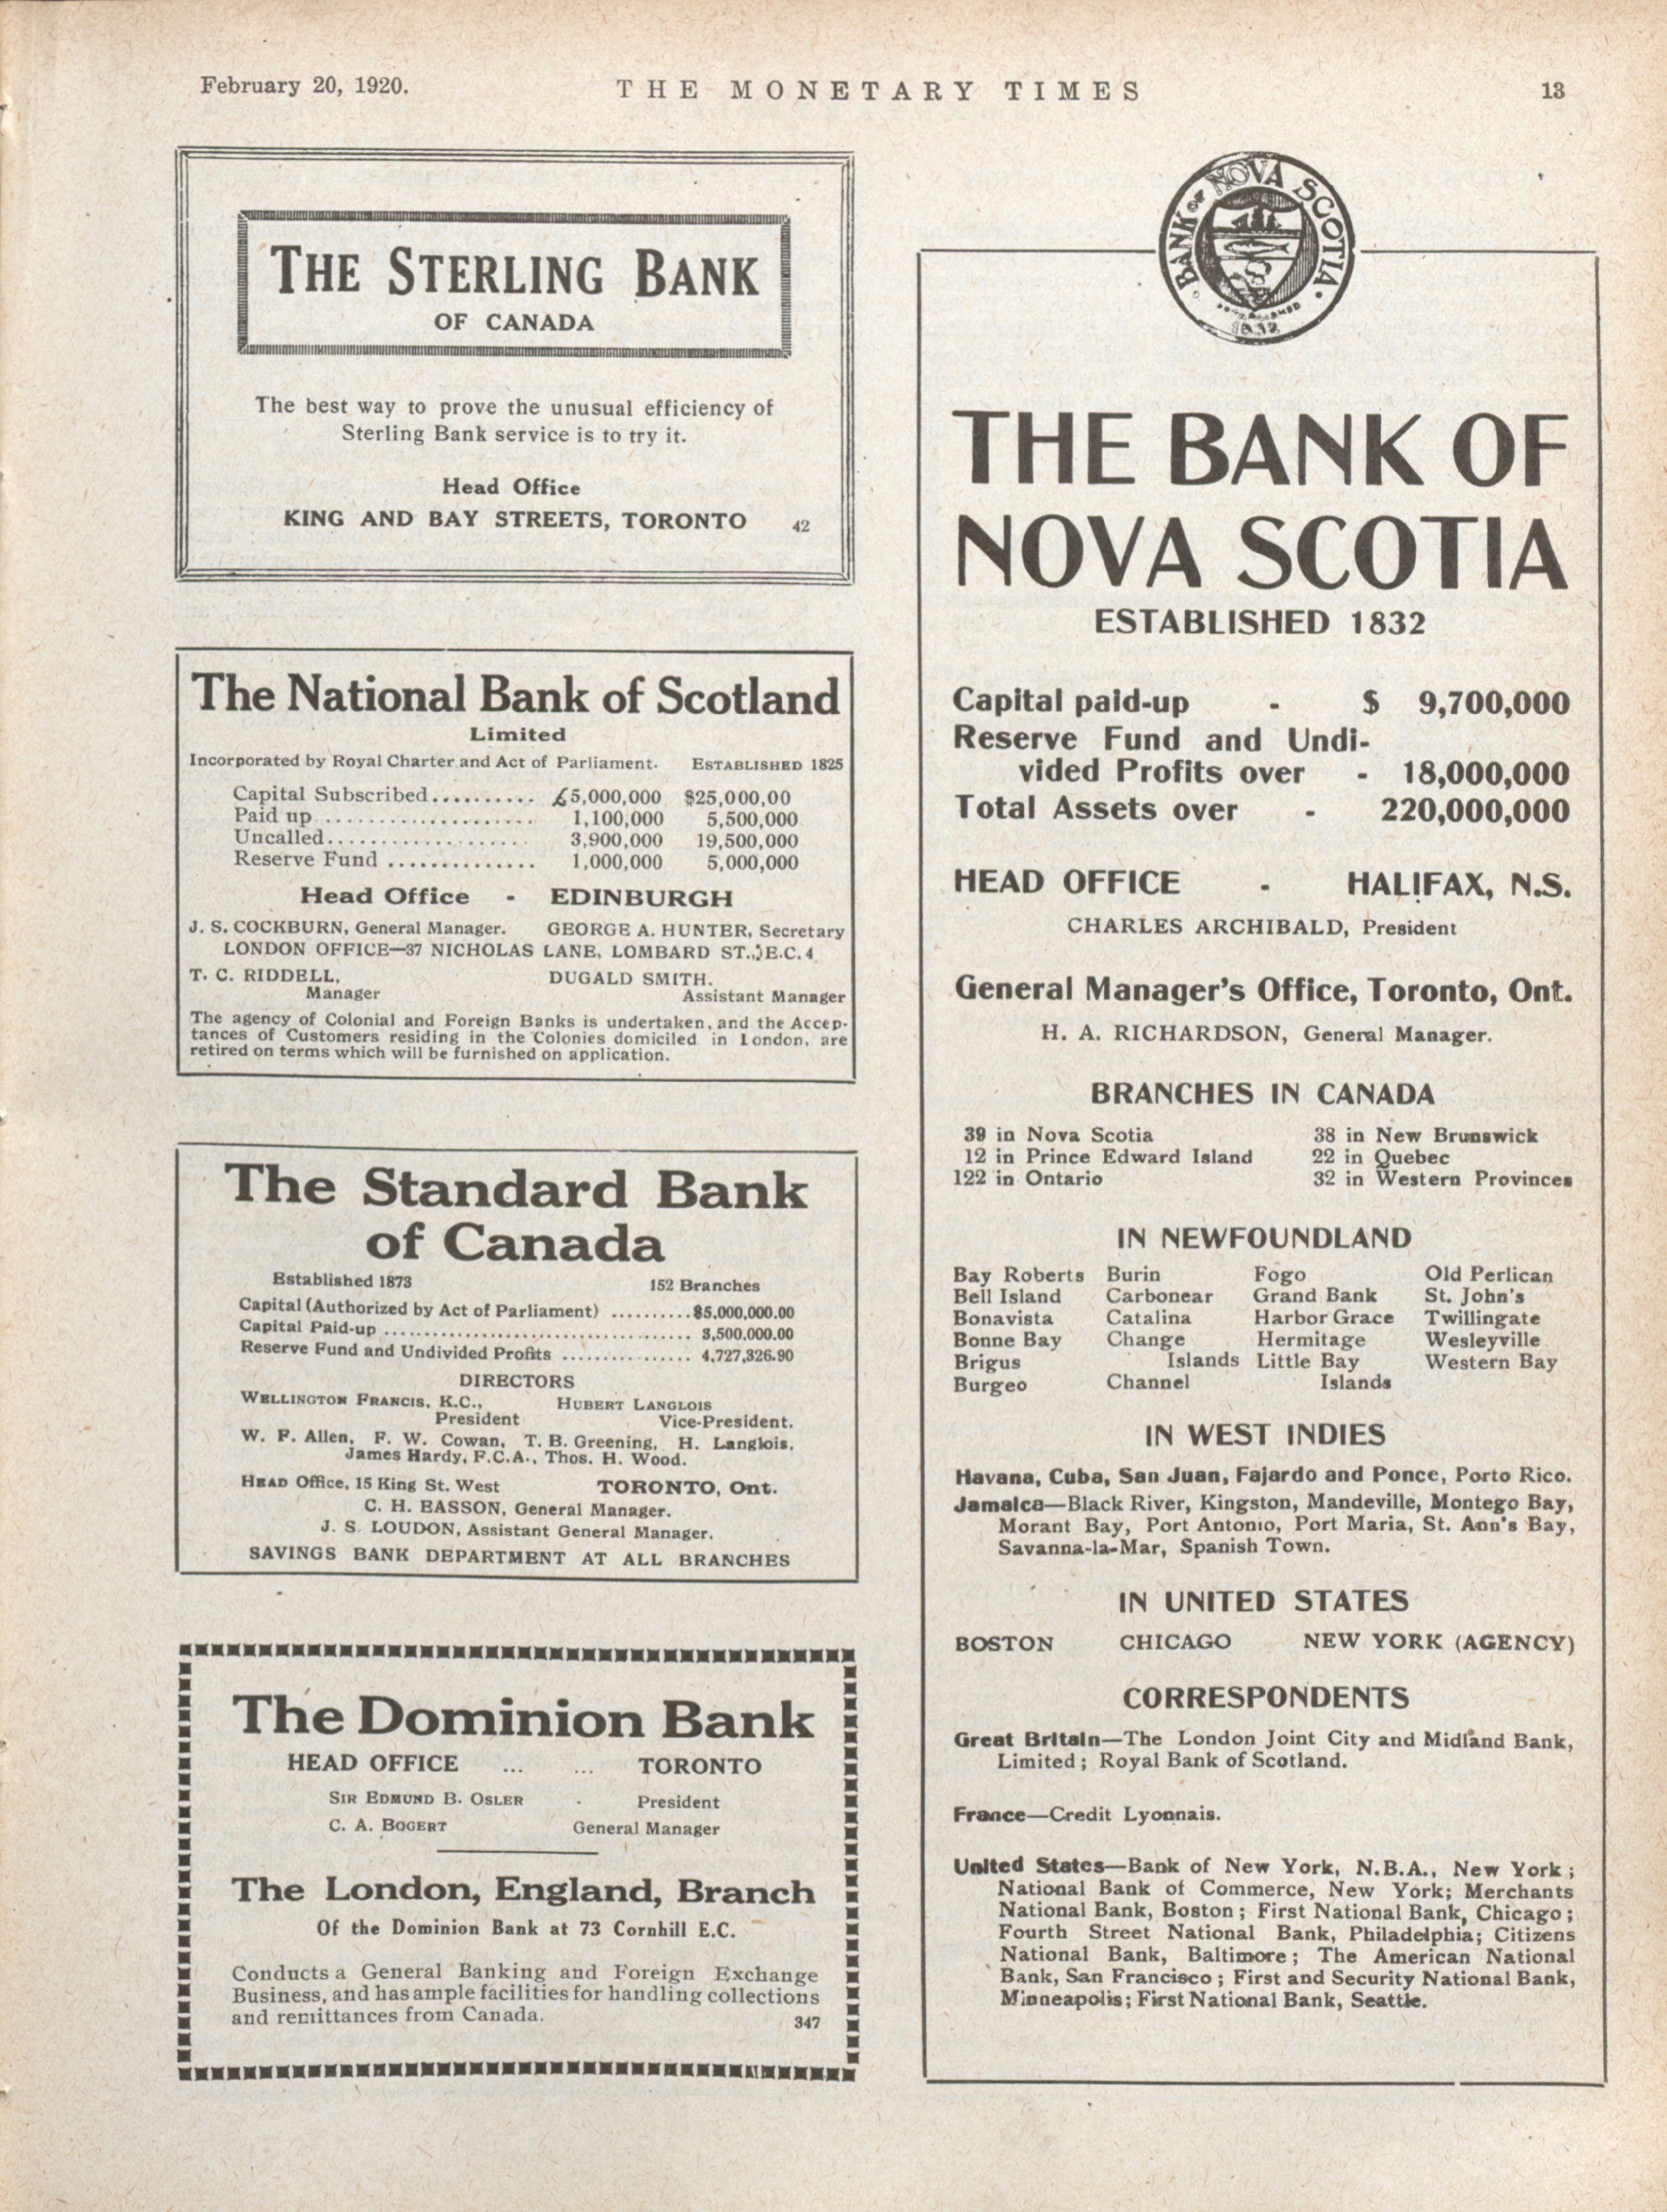 February 20, 1920.
THE MONETARY TIMES
13
THE STERLING BANK
OF CANADA
The best way to prove the unusual efficiency of
Sterling Bank service is to try it.
Head Office
KING AND BAY STREETS, TORONTO 42
The National Bank of Scotland
Limited
Incorporated by Royal Charter and Act of Parliament. ESTABLISHED 1825
Capital Subscribed.......... £5,000,000 $25,000,00
Paid up .................... 1,100,000 5,500,000
Uncalled................... 3,900,000 19,500,000
Reserve Fund .............. 1,000,000 5,000,000
Head Office - EDINBURGH
J. S. COCKBURN, General Manager. GEORGE A. HUNTER, Secretary
LONDON OFFICE—37 NICHOLAS LANE, LOMBARD ST., E.C. 4
T. C. RIDDELL, DUGALD SMITH.
Manager Assistant Manager
The agency of Colonial and Foreign Banks is undertaken, and the Accep-
tances of Customers residing in the Colonies domiciled in London, are
retired on terms which will be furnished on application.
The Standard Bank
of Canada
Established 1873 152 Branches
Capital (Authorized by Act of Parliament) ..........$5,000,000.00
Capital Paid-up ...................................... 3,500,000.00
Reserve Fund and Undivided Profits ................ 4,727,326.90
DIRECTORS
WELLINGTON FRANCIS, K.C., HUBERT LANGLOIS
President Vice-President.
W. F. Allen, F. W. Cowan, T. B. Greening, H. Langlois,
James Hardy, F.C.A., Thos. H. Wood.
HEAD Office, 15 King St. West TORONTO, Ont.
C. H. EASSON, General Manager.
J. S. LOUDON, Assistant General Manager.
SAVINGS BANK DEPARTMENT AT ALL BRANCHES
The Dominion Bank
HEAD OFFICE ... ... TORONTO
SIR EDMUND B. OSLER - President
C. A. BOGERT General Manager
The London, England, Branch
Of the Dominion Bank at 73 Cornhill E.C.
Conducts a General Banking and Foreign Exchange
Business, and has ample facilities for handling collections
and remittances from Canada. 347
BANK OF NOVA SCOTIA
1832
THE BANK OF
NOVA SCOTIA
ESTABLISHED 1832
Capital paid-up - $ 9,700,000
Reserve Fund and Undi-
vided Profits over - 18,000,000
Total Assets over - 220,000,000
HEAD OFFICE - HALIFAX, N.S.
CHARLES ARCHIBALD, President
General Manager's Office, Toronto, Ont.
H. A. RICHARDSON, General Manager.
BRANCHES IN CANADA
39 in Nova Scotia 38 in New Brunswick
12 in Prince Edward Island 22 in Quebec
122 in Ontario 32 in Western Provinces
IN NEWFOUNDLAND
Bay Roberts Burin Fogo Old Perlican
Bell Island Carbonear Grand Bank St. John's
Bonavista Catalina Harbor Grace Twillingate
Bonne Bay Change Hermitage Wesleyville
Brigus Islands Little Bay Western Bay
Burgeo Channel Islands
IN WEST INDIES
Havana, Cuba, San Juan, Fajardo and Ponce, Porto Rico.
Jamaica—Black River, Kingston, Mandeville, Montego Bay,
Morant Bay, Port Antonio, Port Maria, St. Ann's Bay,
Savanna-la-Mar, Spanish Town.
IN UNITED STATES
BOSTON CHICAGO NEW YORK (AGENCY)
CORRESPONDENTS
Great Britain—The London Joint City and Midland Bank,
Limited; Royal Bank of Scotland.
France—Credit Lyonnais.
United States—Bank of New York, N.B.A., New York;
National Bank of Commerce, New York; Merchants
National Bank, Boston; First National Bank, Chicago;
Fourth Street National Bank, Philadelphia; Citizens
National Bank, Baltimore; The American National
Bank, San Francisco; First and Security National Bank,
Minneapolis; First National Bank, Seattle.